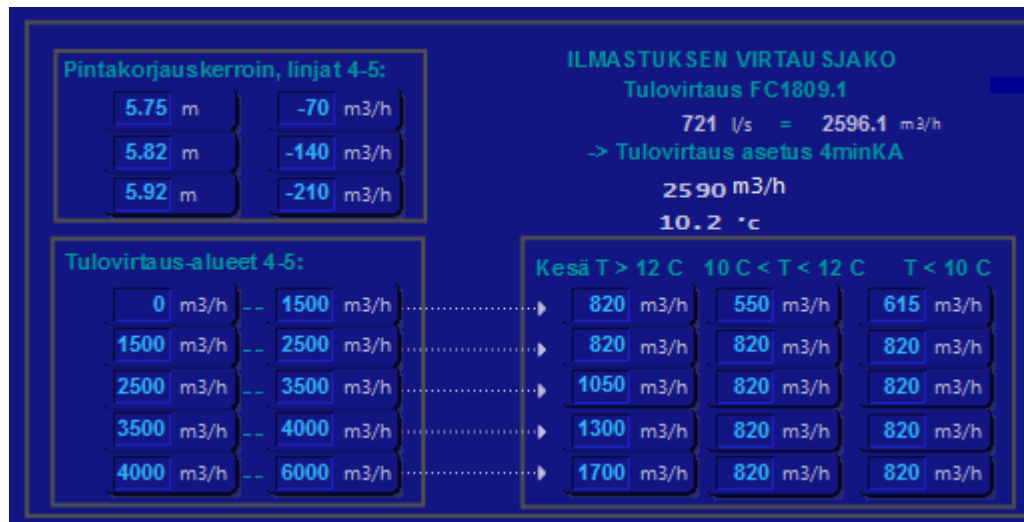 Pintakorjauskerroin, linjat 4-5:
5.75 m -70 m3/h
5.82 m -140 m3/h
5.92 m -210 m3/h
ILMASTUKSEN VIRTAUSJAKO
Tulovirtaus FC1809.1
721 l/s = 2596.1 m3/h
-> Tulovirtaus asetus 4minKA
2590 m3/h
10.2 °c
Tulovirtaus-alueet 4-5:
Kesä T > 12 C 10 C < T < 12 C T < 10 C
0 m3/h -- 1500 m3/h 820 m3/h 550 m3/h 615 m3/h
1500 m3/h -- 2500 m3/h 820 m3/h 820 m3/h 820 m3/h
2500 m3/h -- 3500 m3/h 1050 m3/h 820 m3/h 820 m3/h
3500 m3/h -- 4000 m3/h 1300 m3/h 820 m3/h 820 m3/h
4000 m3/h -- 6000 m3/h 1700 m3/h 820 m3/h 820 m3/h